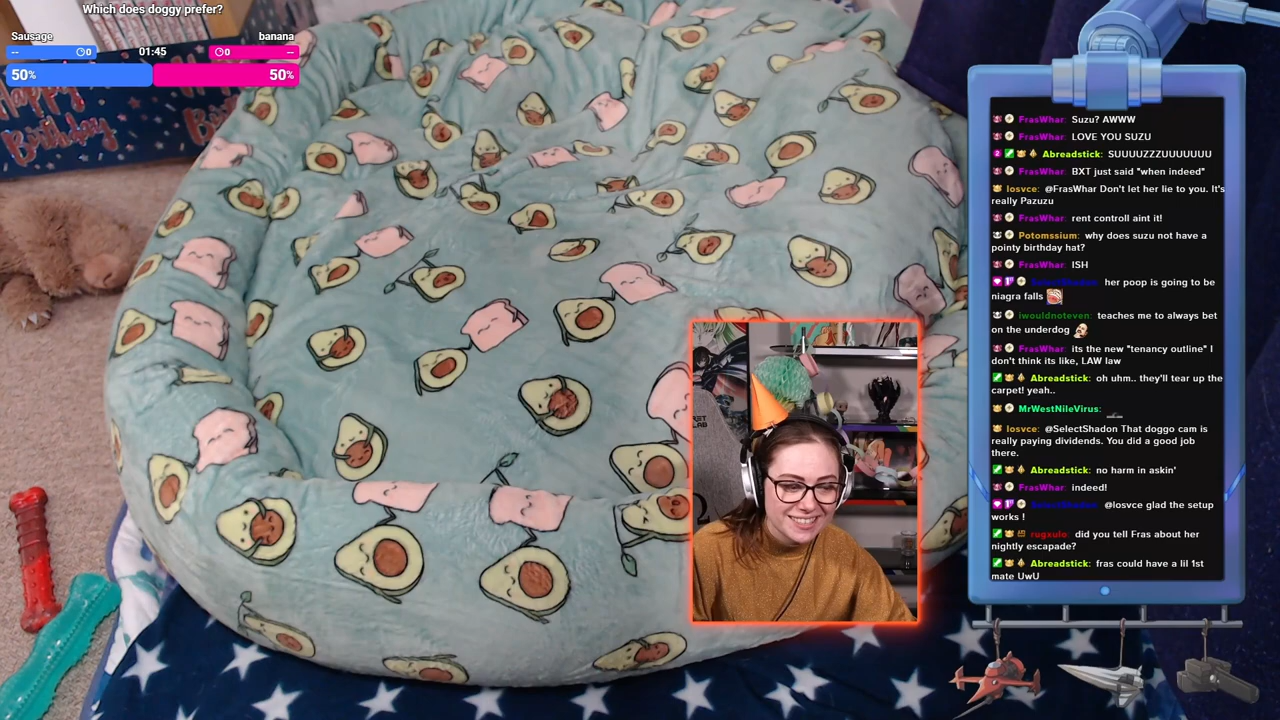 Which does doggy prefer?
Sausage
banana
--
0
01:45
0
--
50%
50%
Happy
Birthday
FrasWhar: Suzu? AWWW
FrasWhar: LOVE YOU SUZU
Abreadstick: SUUUUZZZUUUUUUU
FrasWhar: BXT just said "when indeed"
losvce: @FrasWhar Don't let her lie to you. It's
really Pazuzu
FrasWhar: rent controll aint it!
Potomssium: why does suzu not have a
pointy birthday hat?
FrasWhar: ISH
SelectShadon: her poop is going to be
niagra falls
iwouldnoteven: teaches me to always bet
on the underdog
FrasWhar: its the new "tenancy outline" I
don't think its like, LAW law
Abreadstick: oh uhm.. they'll tear up the
carpet! yeah..
MrWestNileVirus:
losvce: @SelectShadon That doggo cam is
really paying dividends. You did a good job
there.
Abreadstick: no harm in askin'
FrasWhar: indeed!
SelectShadon: @losvce glad the setup
works !
rugxulo: did you tell Fras about her
nightly escapade?
Abreadstick: fras could have a lil 1st
mate UwU